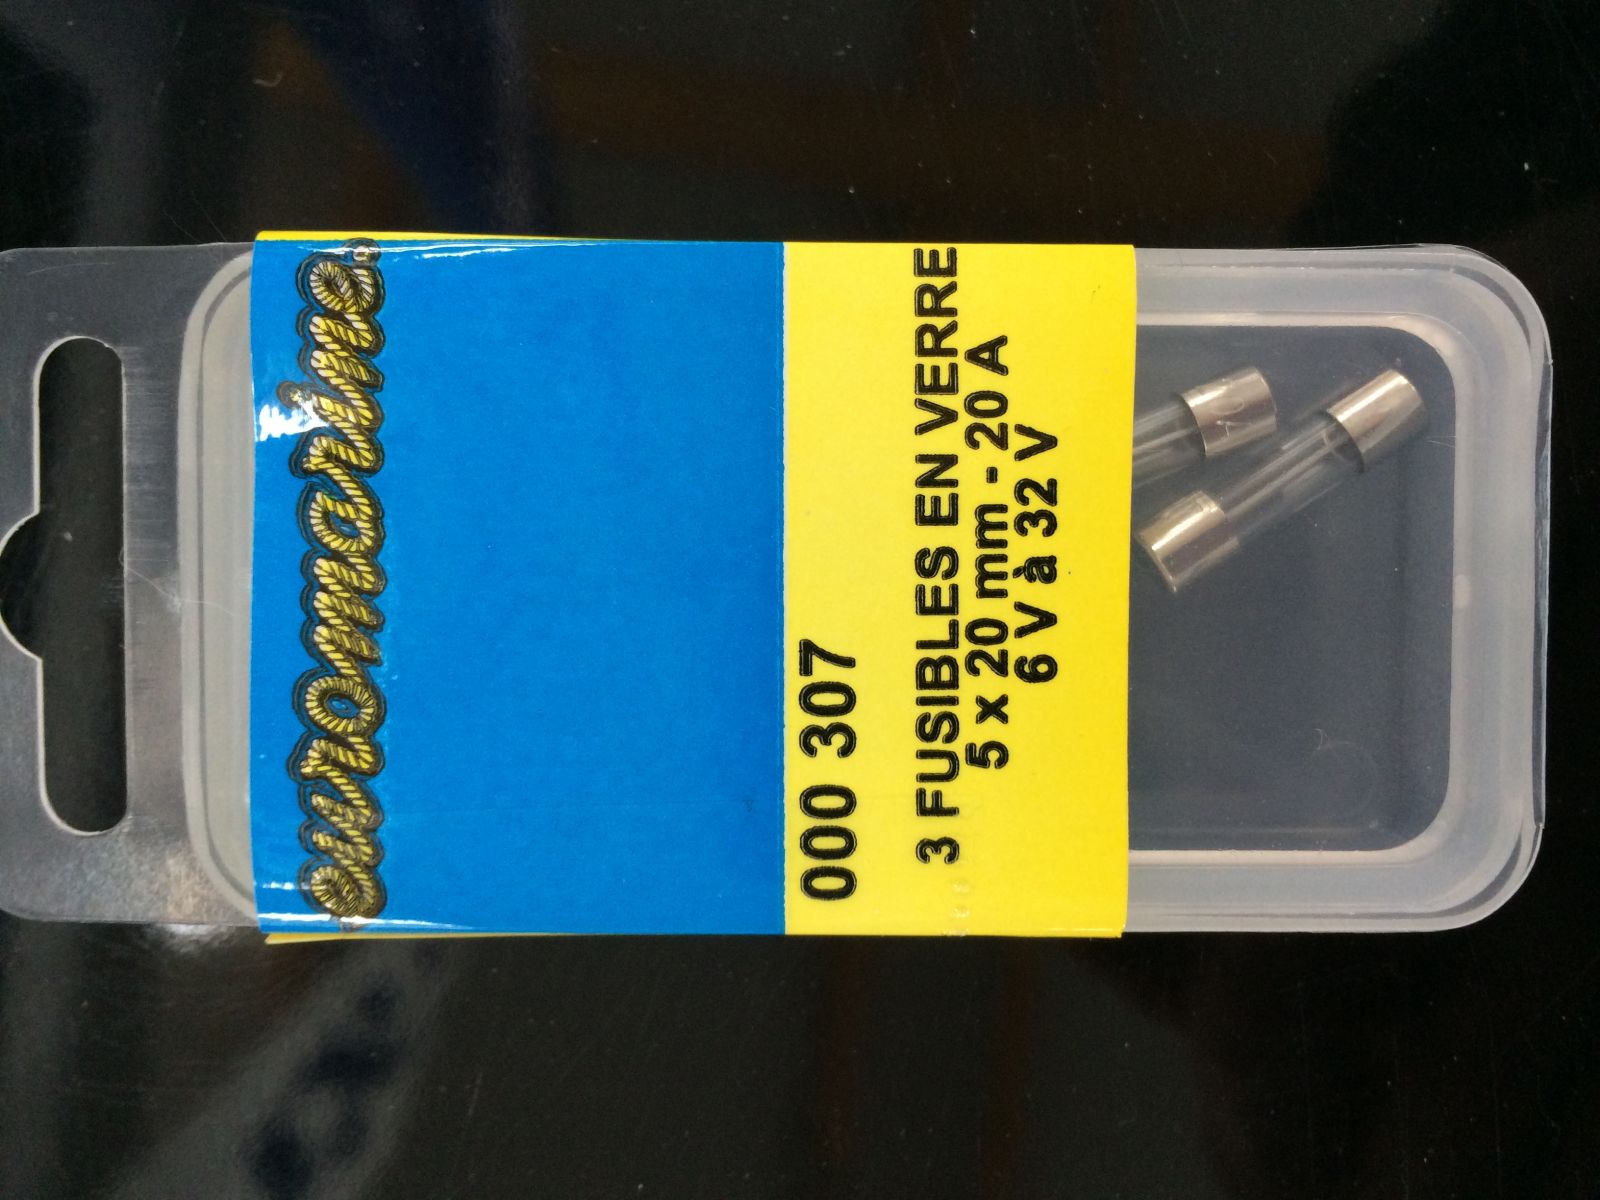 euromarine
000 307
3 FUSIBLES EN VERRE
5 x 20 mm - 20 A
6 V à 32 V